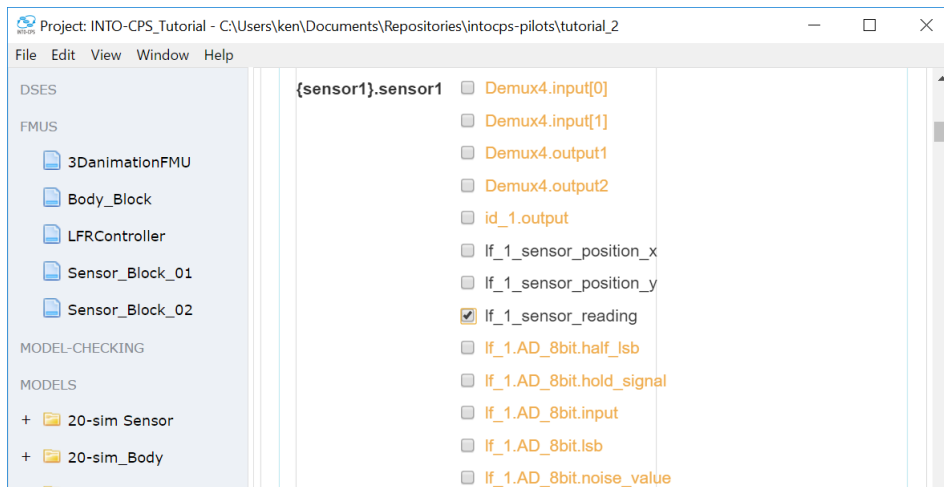 Project: INTO-CPS_Tutorial - C:\Users\ken\Documents\Repositories\intocps-pilots\tutorial_2
File Edit View Window Help
DSES
FMUS
3DanimationFMU
Body_Block
LFRController
Sensor_Block_01
Sensor_Block_02
MODEL-CHECKING
MODELS
+ 20-sim Sensor
+ 20-sim_Body
{sensor1}.sensor1
Demux4.input[0]
Demux4.input[1]
Demux4.output1
Demux4.output2
id_1.output
lf_1_sensor_position_x
lf_1_sensor_position_y
lf_1_sensor_reading
lf_1.AD_8bit.half_lsb
lf_1.AD_8bit.hold_signal
lf_1.AD_8bit.input
lf_1.AD_8bit.lsb
lf_1.AD_8bit.noise_value